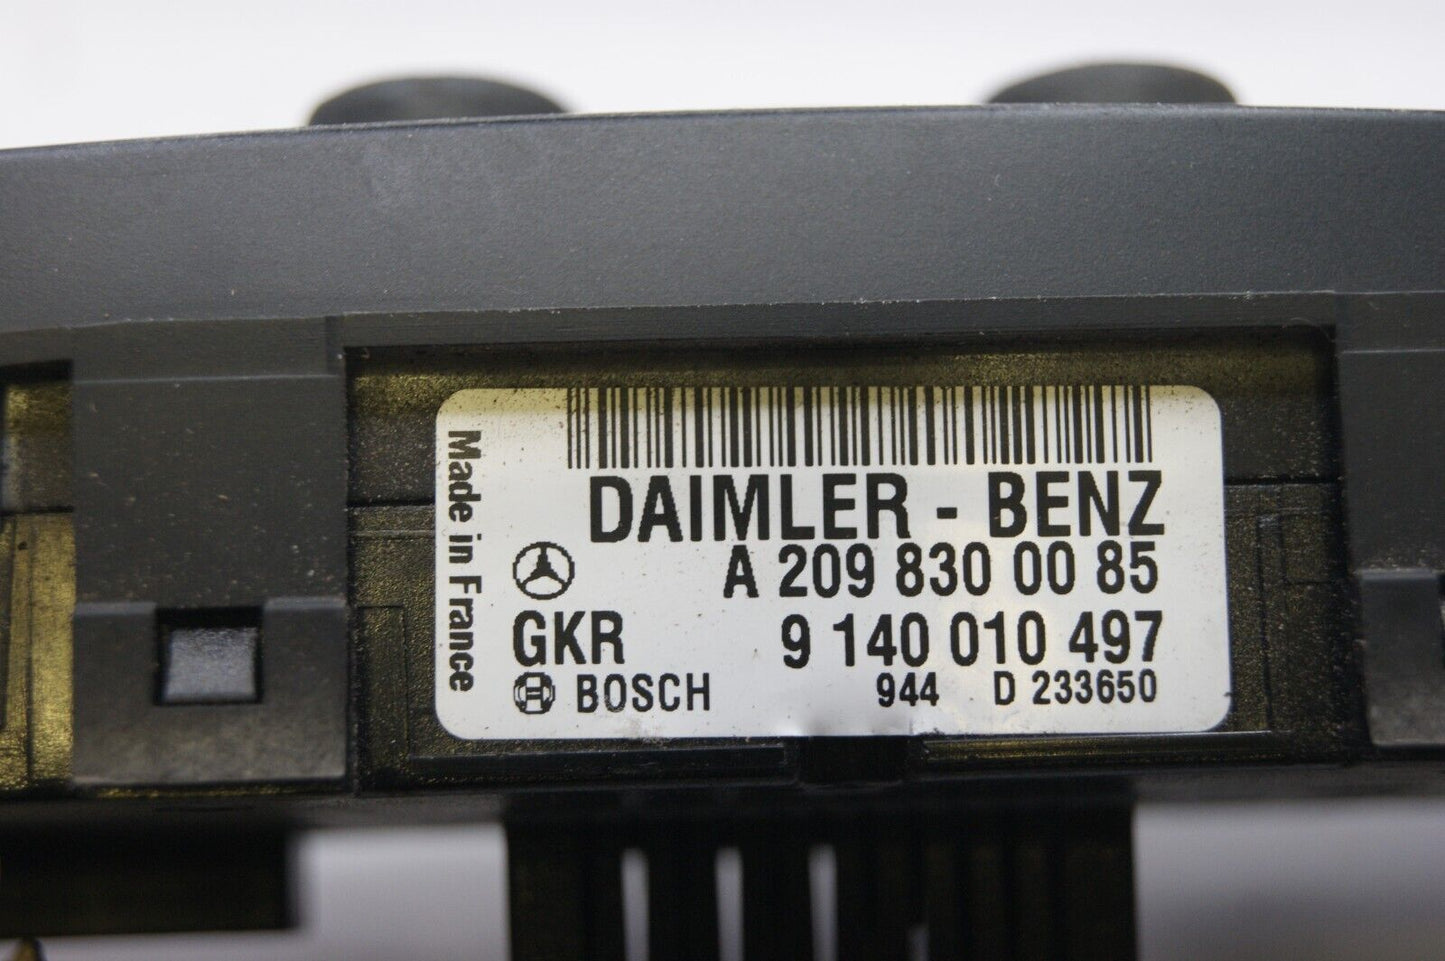 DAIMLER - BENZ
A 209 830 00 85
GKR 9 140 010 497
BOSCH 944 D 233650
Made in France